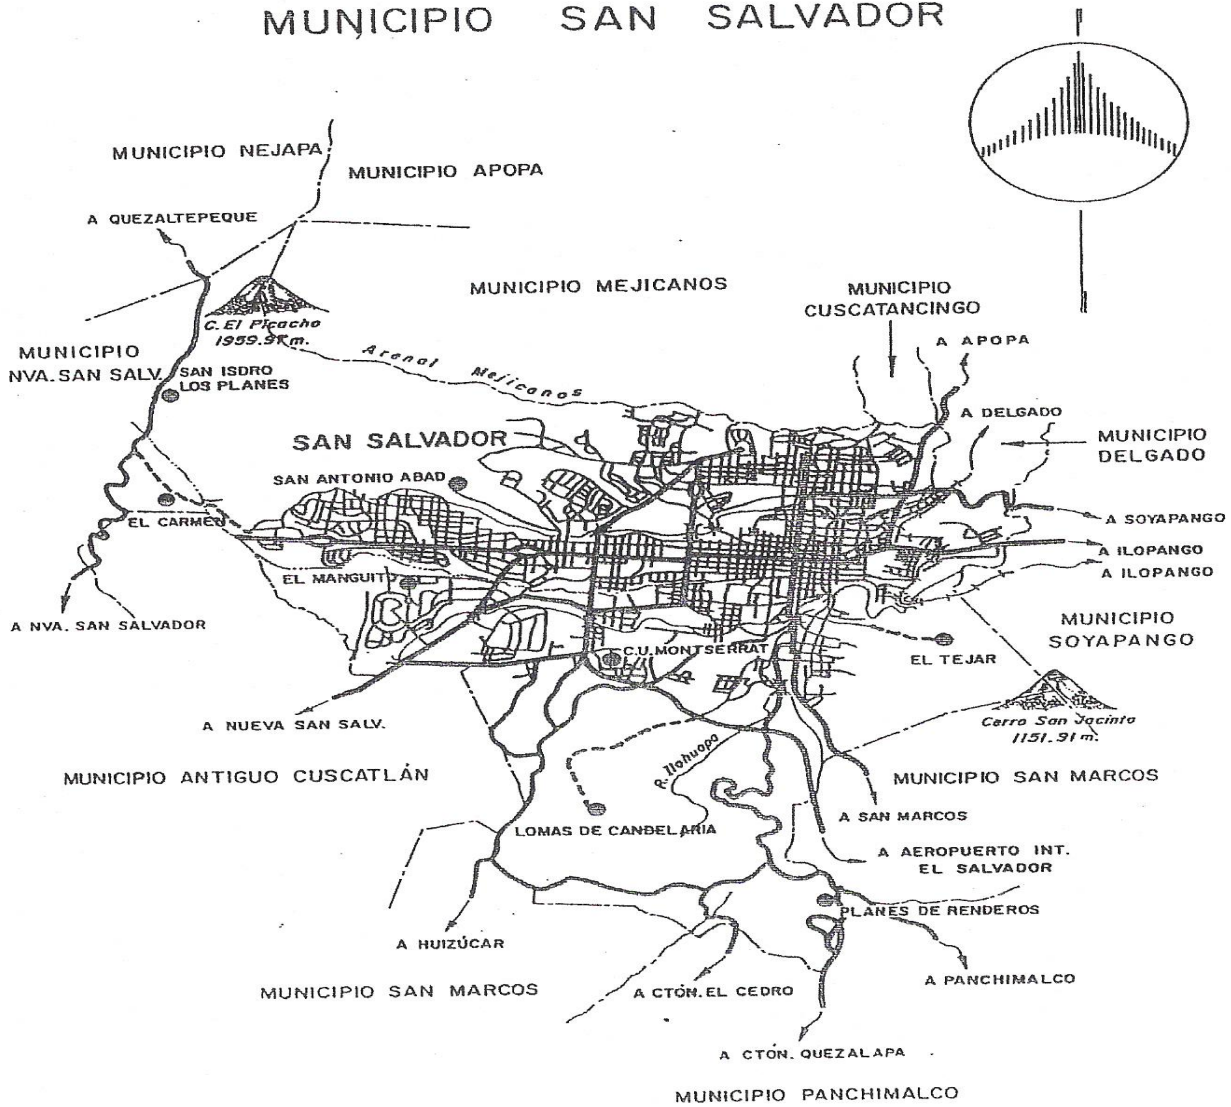 MUNICIPIO SAN SALVADOR
MUNICIPIO NEJAPA
MUNICIPIO APOPA
A QUEZALTEPEQUE
MUNICIPIO MEJICANOS
MUNICIPIO
CUSCATANCINGO
C. El Picacho
1959.97m.
A APOPA
MUNICIPIO
NVA. SAN SALV.
SAN ISDRO
LOS PLANES
Arenal Mejicanos
A DELGADO
MUNICIPIO
DELGADO
SAN SALVADOR
SAN ANTONIO ABAD
EL CARMEN
A SOYAPANGO
A ILOPANGO
A ILOPANGO
EL MANGUIT
A NVA. SAN SALVADOR
MUNICIPIO
SOYAPANGO
C.U. MONTSERRAT
EL TEJAR
A NUEVA SAN SALV.
Cerro San Jacinto
1151.91 m.
MUNICIPIO ANTIGUO CUSCATLÁN
R. Ilohuapa
MUNICIPIO SAN MARCOS
LOMAS DE CANDELARIA
A SAN MARCOS
A AEROPUERTO INT.
EL SALVADOR
PLANES DE RENDEROS
A HUIZÚCAR
MUNICIPIO SAN MARCOS
A CTÓN. EL CEDRO
A PANCHIMALCO
A CTÓN. QUEZALAPA
MUNICIPIO PANCHIMALCO